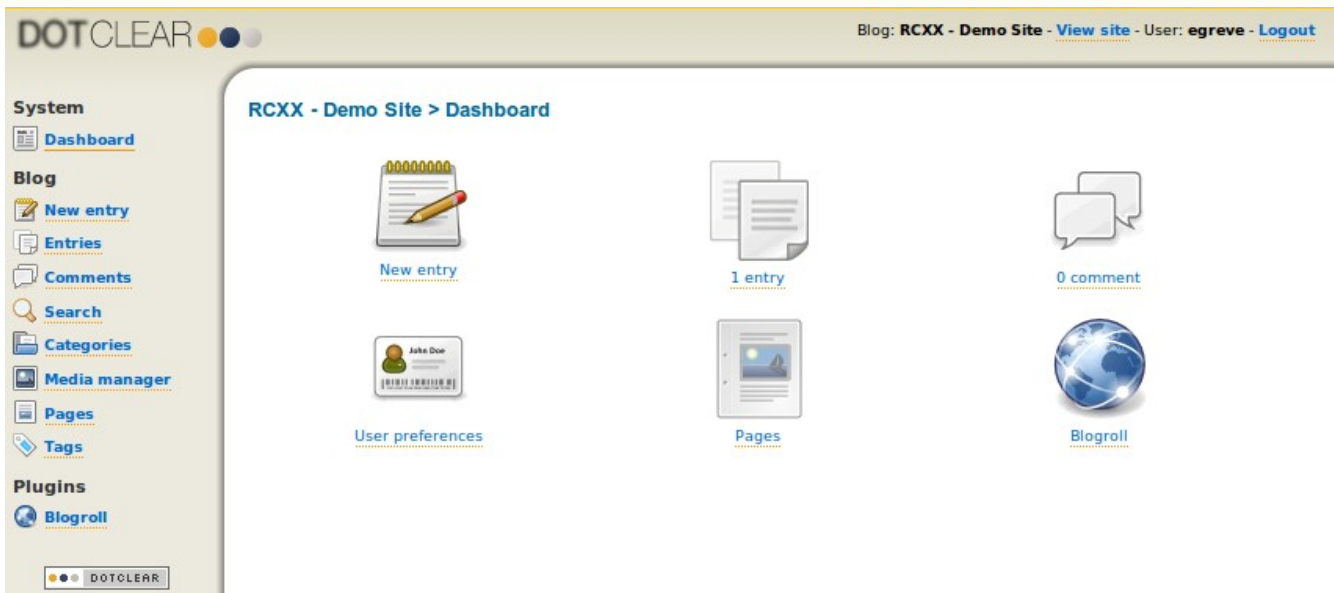 DOTCLEAR
Blog: RCXX - Demo Site - View site - User: egreve - Logout
System
Dashboard
Blog
New entry
Entries
Comments
Search
Categories
Media manager
Pages
Tags
Plugins
Blogroll
DOTCLEAR
RCXX - Demo Site > Dashboard
New entry
1 entry
0 comment
John Doe
User preferences
Pages
Blogroll